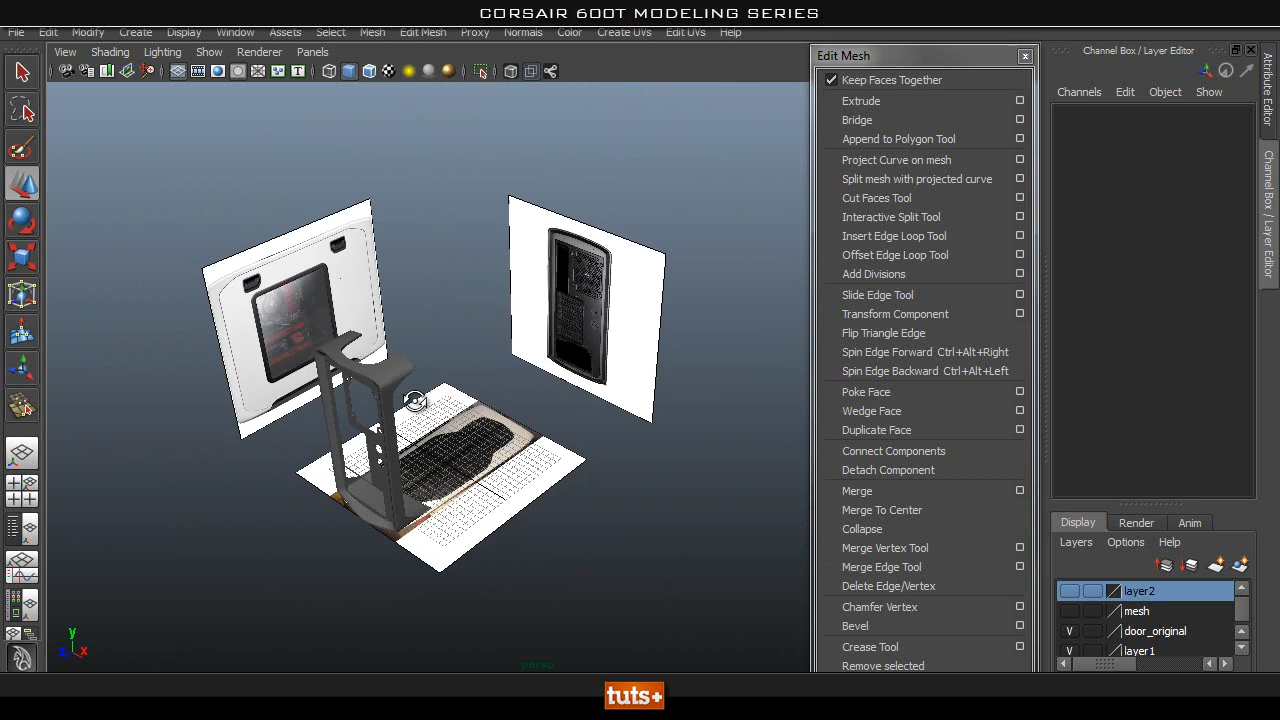 CORSAIR 600T MODELING SERIES
File Edit Modify Create Display Window Assets Select Mesh Edit Mesh Proxy Normals Color Create UVs Edit UVs Help
View Shading Lighting Show Renderer Panels
Edit Mesh
Keep Faces Together
Extrude
Bridge
Append to Polygon Tool
Project Curve on mesh
Split mesh with projected curve
Cut Faces Tool
Interactive Split Tool
Insert Edge Loop Tool
Offset Edge Loop Tool
Add Divisions
Slide Edge Tool
Transform Component
Flip Triangle Edge
Spin Edge Forward Ctrl+Alt+Right
Spin Edge Backward Ctrl+Alt+Left
Poke Face
Wedge Face
Duplicate Face
Connect Components
Detach Component
Merge
Merge To Center
Collapse
Merge Vertex Tool
Merge Edge Tool
Delete Edge/Vertex
Chamfer Vertex
Bevel
Crease Tool
Remove selected
Channel Box / Layer Editor
Channels Edit Object Show
Attribute Editor
Channel Box / Layer Editor
Display Render Anim
Layers Options Help
layer2
mesh
V door_original
V layer1
y
z x
persp
tuts+